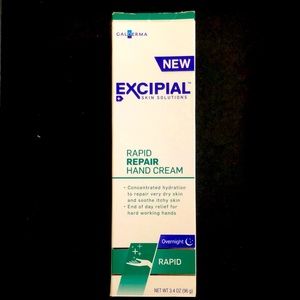 GALDERMA
NEW
EXCIPIAL™
SKIN SOLUTIONS
RAPID
REPAIR
HAND CREAM
• Concentrated hydration
to repair very dry skin
and soothe itchy skin
• End of day relief for
hard working hands
Overnight
RAPID
NET WT 3.4 OZ (96 g)